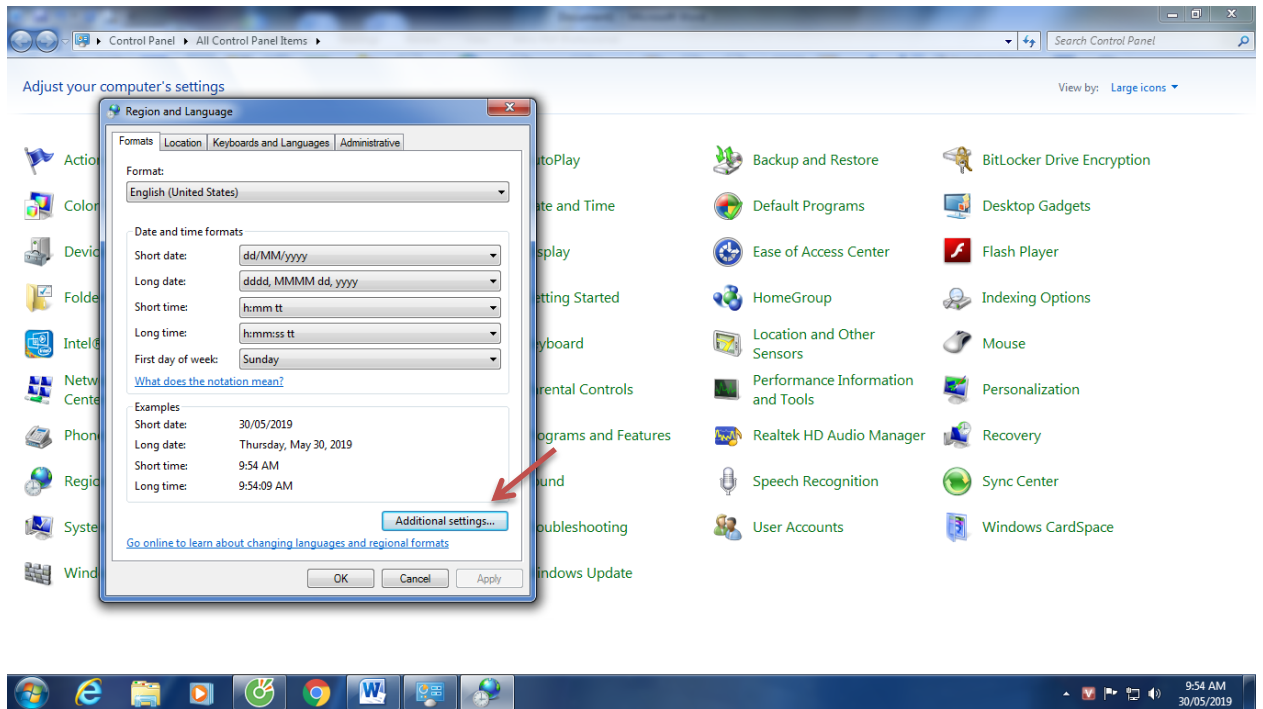 Control Panel ▸ All Control Panel Items ▸
Search Control Panel
Adjust your computer's settings
View by: Large icons
Region and Language
X
Formats
Location
Keyboards and Languages
Administrative
Format:
English (United States)
Date and time formats
Short date: dd/MM/yyyy
Long date: dddd, MMMM dd, yyyy
Short time: h:mm tt
Long time: h:mm:ss tt
First day of week: Sunday
What does the notation mean?
Examples
Short date: 30/05/2019
Long date: Thursday, May 30, 2019
Short time: 9:54 AM
Long time: 9:54:09 AM
Additional settings...
Go online to learn about changing languages and regional formats
OK
Cancel
Apply
Action
utoPlay
Backup and Restore
BitLocker Drive Encryption
Color
ate and Time
Default Programs
Desktop Gadgets
Devic
splay
Ease of Access Center
Flash Player
Folde
etting Started
HomeGroup
Indexing Options
Intel®
yboard
Location and Other
Sensors
Mouse
Netw
Cente
rental Controls
Performance Information
and Tools
Personalization
Phon
ograms and Features
Realtek HD Audio Manager
Recovery
Regio
und
Speech Recognition
Sync Center
Syste
oubleshooting
User Accounts
Windows CardSpace
Wind
indows Update
9:54 AM
30/05/2019